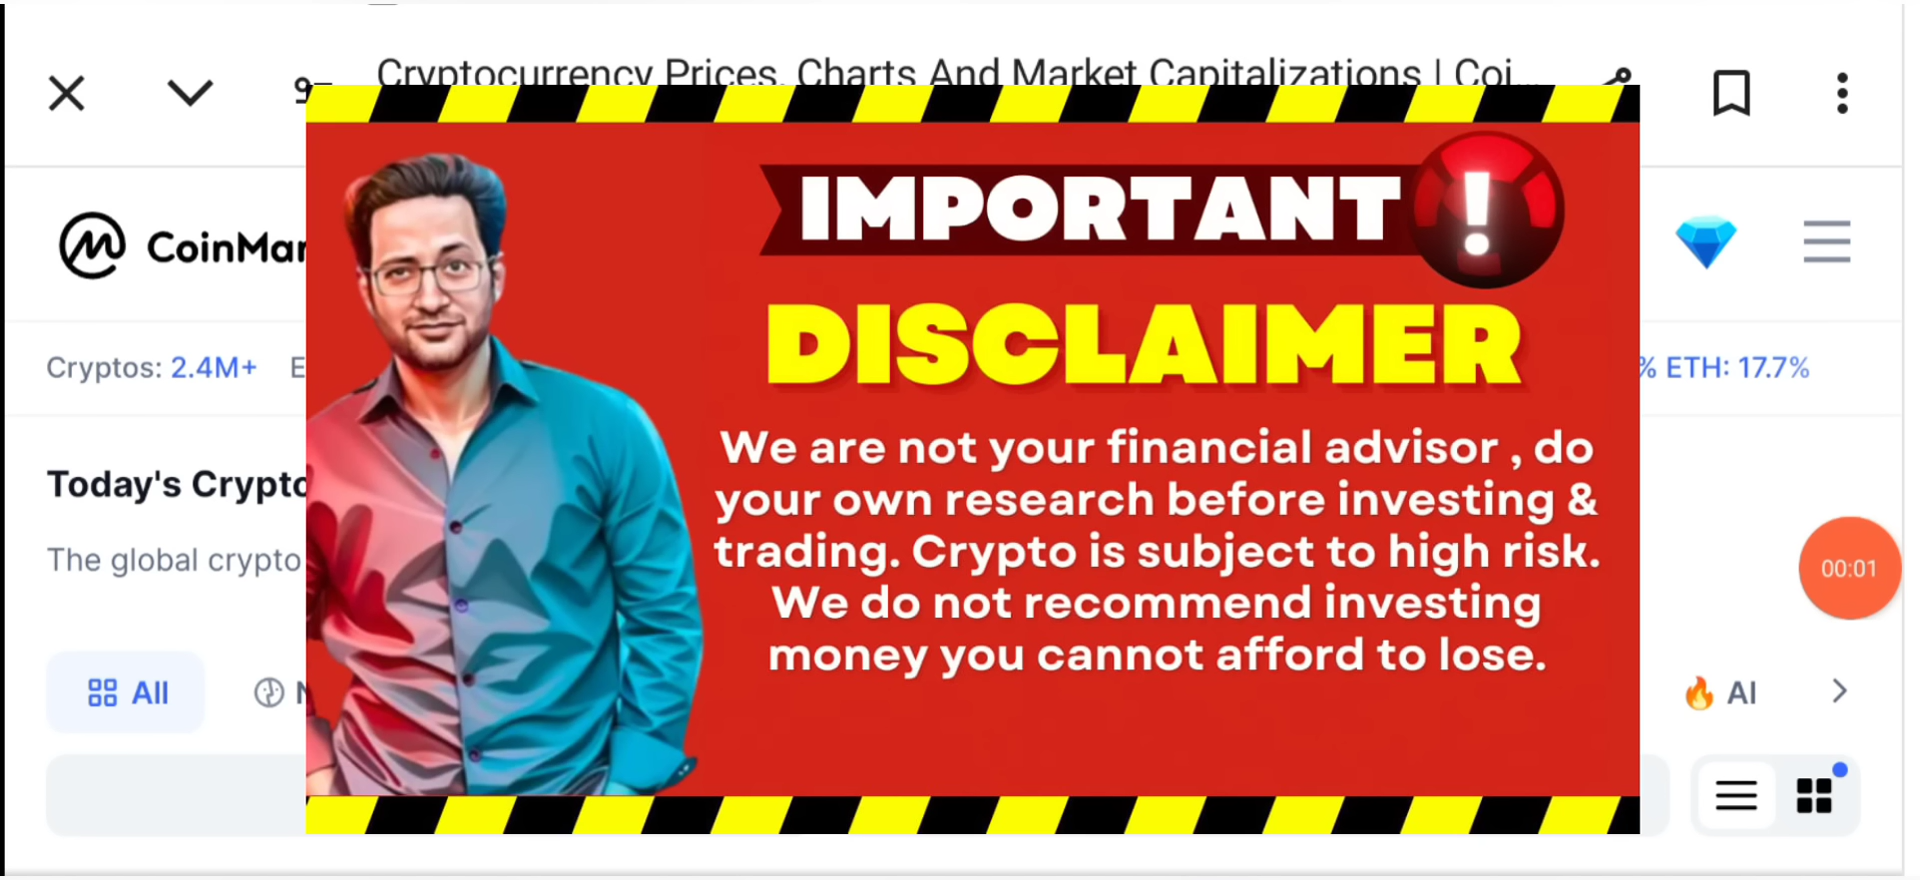 Cryptocurrency Prices, Charts And Market Capitalizations | Coi...
IMPORTANT
!
DISCLAIMER
We are not your financial advisor , do
your own research before investing &
trading. Crypto is subject to high risk.
We do not recommend investing
money you cannot afford to lose.
CoinMar
Cryptos: 2.4M+ E
% ETH: 17.7%
Today's Crypto
The global crypto
00:01
All
AI